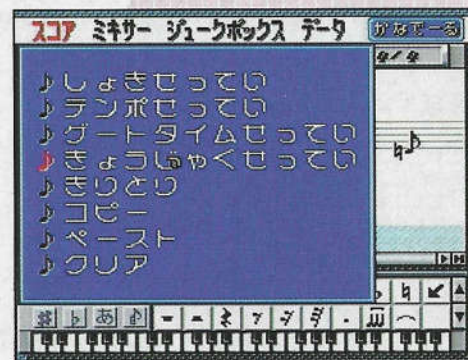 スコア ミキサー ジュークボックス データ かなで～る
4/4
しょきせってい
テンポせってい
ゲートタイムせってい
きょうじゃくせってい
きりとり
コピー
ペースト
クリア
あ